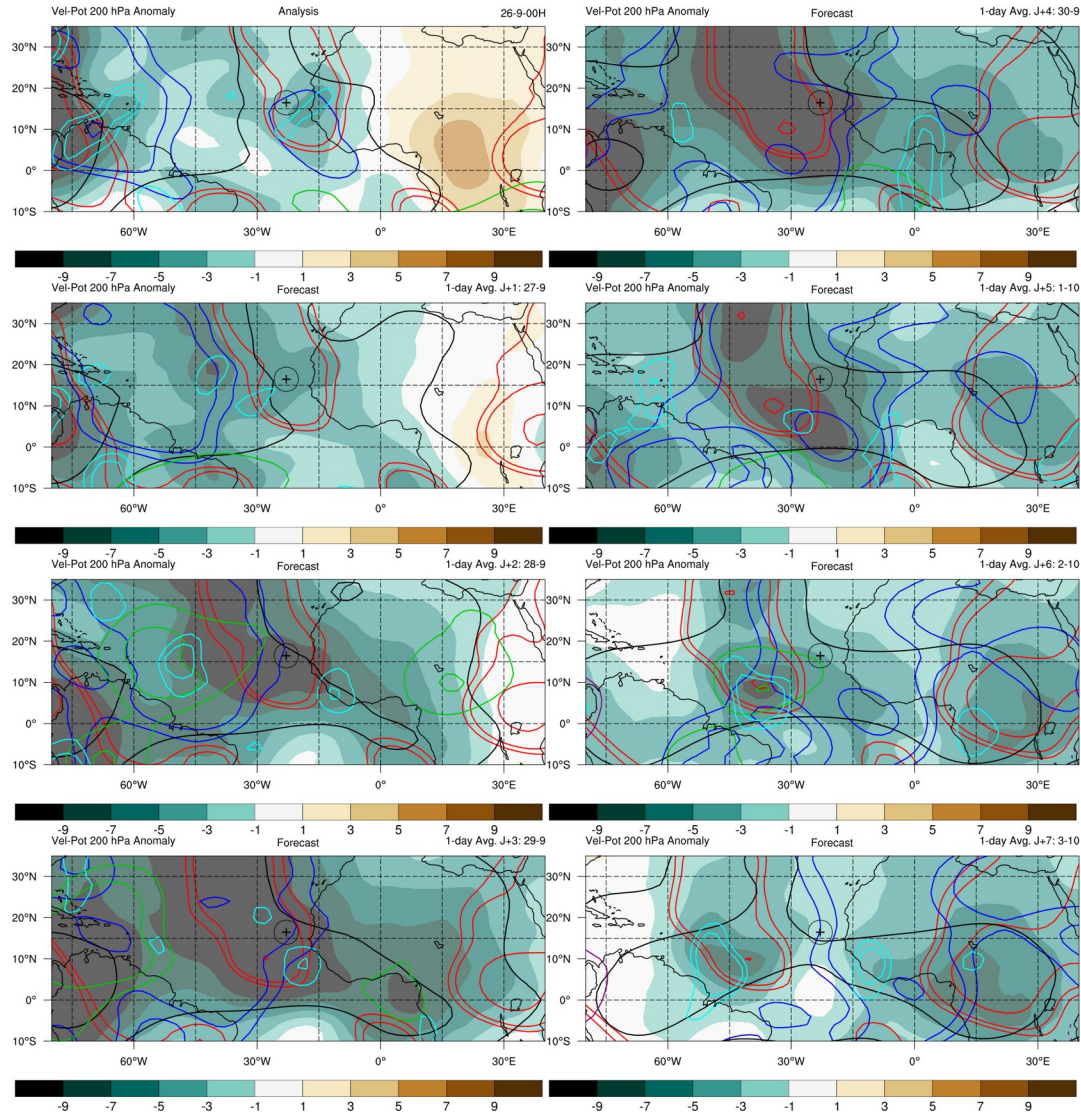 Vel-Pot 200 hPa Anomaly Analysis 26-9-00H
30°N
20°N
10°N
0°
10°S
60°W 30°W 0° 30°E
-9 -7 -5 -3 -1 1 3 5 7 9
Vel-Pot 200 hPa Anomaly Forecast 1-day Avg. J+1: 27-9
30°N
20°N
10°N
0°
10°S
60°W 30°W 0° 30°E
-9 -7 -5 -3 -1 1 3 5 7 9
Vel-Pot 200 hPa Anomaly Forecast 1-day Avg. J+2: 28-9
30°N
20°N
10°N
0°
10°S
60°W 30°W 0° 30°E
-9 -7 -5 -3 -1 1 3 5 7 9
Vel-Pot 200 hPa Anomaly Forecast 1-day Avg. J+3: 29-9
30°N
20°N
10°N
0°
10°S
60°W 30°W 0° 30°E
-9 -7 -5 -3 -1 1 3 5 7 9
Vel-Pot 200 hPa Anomaly Forecast 1-day Avg. J+4: 30-9
30°N
20°N
10°N
0°
10°S
60°W 30°W 0° 30°E
-9 -7 -5 -3 -1 1 3 5 7 9
Vel-Pot 200 hPa Anomaly Forecast 1-day Avg. J+5: 1-10
30°N
20°N
10°N
0°
10°S
60°W 30°W 0° 30°E
-9 -7 -5 -3 -1 1 3 5 7 9
Vel-Pot 200 hPa Anomaly Forecast 1-day Avg. J+6: 2-10
30°N
20°N
10°N
0°
10°S
60°W 30°W 0° 30°E
-9 -7 -5 -3 -1 1 3 5 7 9
Vel-Pot 200 hPa Anomaly Forecast 1-day Avg. J+7: 3-10
30°N
20°N
10°N
0°
10°S
60°W 30°W 0° 30°E
-9 -7 -5 -3 -1 1 3 5 7 9